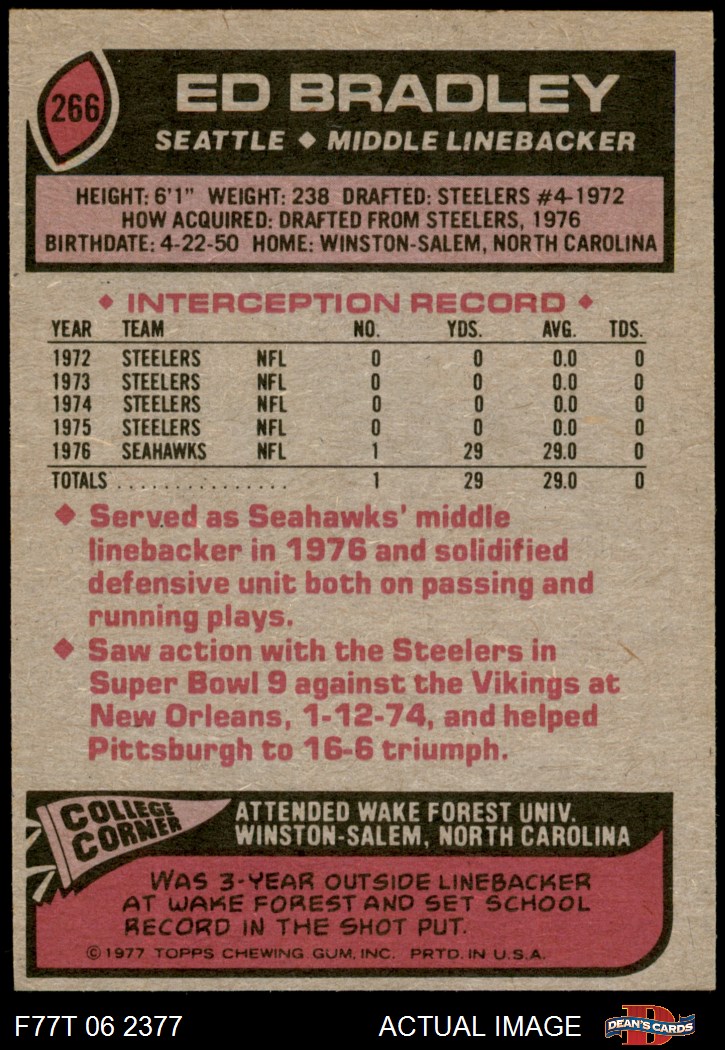 266
ED BRADLEY
SEATTLE ◆ MIDDLE LINEBACKER
HEIGHT: 6'1" WEIGHT: 238 DRAFTED: STEELERS #4-1972
HOW ACQUIRED: DRAFTED FROM STEELERS, 1976
BIRTHDATE: 4-22-50 HOME: WINSTON-SALEM, NORTH CAROLINA
◆ INTERCEPTION RECORD ◆
YEAR TEAM NO. YDS. AVG. TDS.
1972 STEELERS NFL 0 0 0.0 0
1973 STEELERS NFL 0 0 0.0 0
1974 STEELERS NFL 0 0 0.0 0
1975 STEELERS NFL 0 0 0.0 0
1976 SEAHAWKS NFL 1 29 29.0 0
TOTALS . . . . . . . . . . . . . . . 1 29 29.0 0
◆ Served as Seahawks' middle
linebacker in 1976 and solidified
defensive unit both on passing and
running plays.
◆ Saw action with the Steelers in
Super Bowl 9 against the Vikings at
New Orleans, 1-12-74, and helped
Pittsburgh to 16-6 triumph.
COLLEGE
CORNER
ATTENDED WAKE FOREST UNIV.
WINSTON-SALEM, NORTH CAROLINA
WAS 3-YEAR OUTSIDE LINEBACKER
AT WAKE FOREST AND SET SCHOOL
RECORD IN THE SHOT PUT.
©1977 TOPPS CHEWING GUM, INC. PRTD. IN U.S.A.
F77T 06 2377 ACTUAL IMAGE
D
DEAN'S CARDS